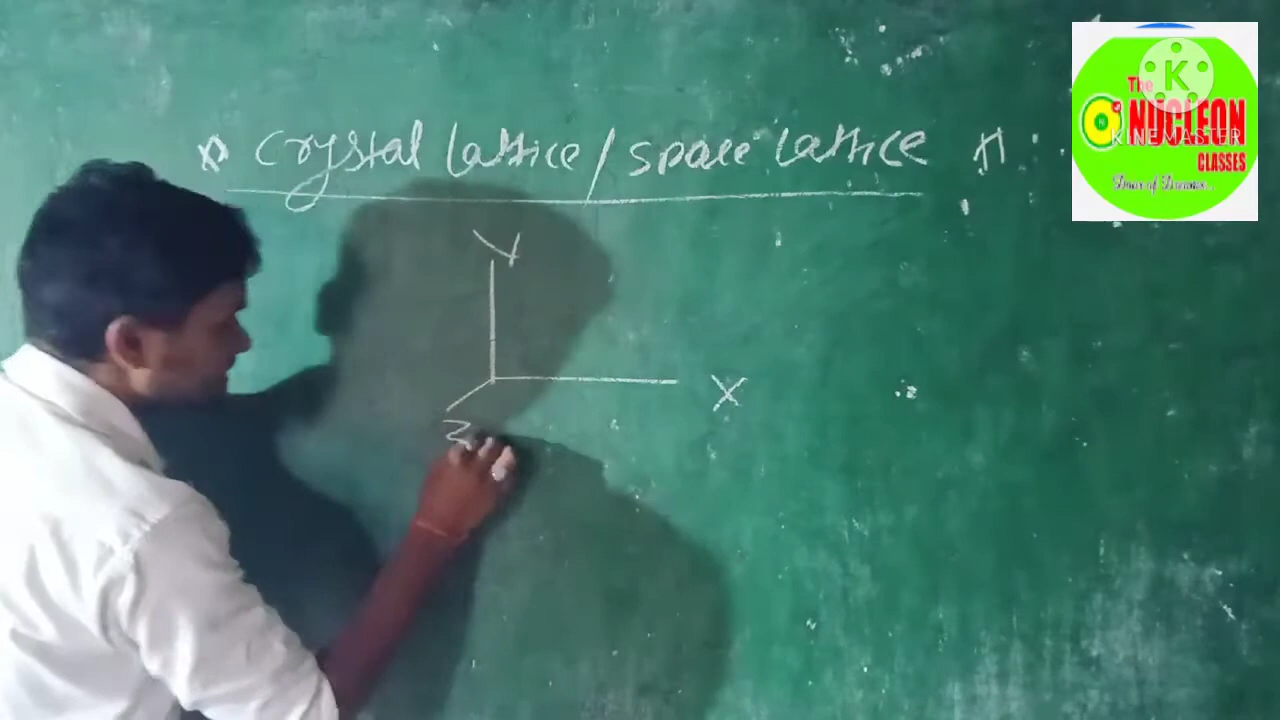 Crystal lattice / space lattice
Y
X
Z
The
NUCLEON
CLASSES
K
KINEMASTER